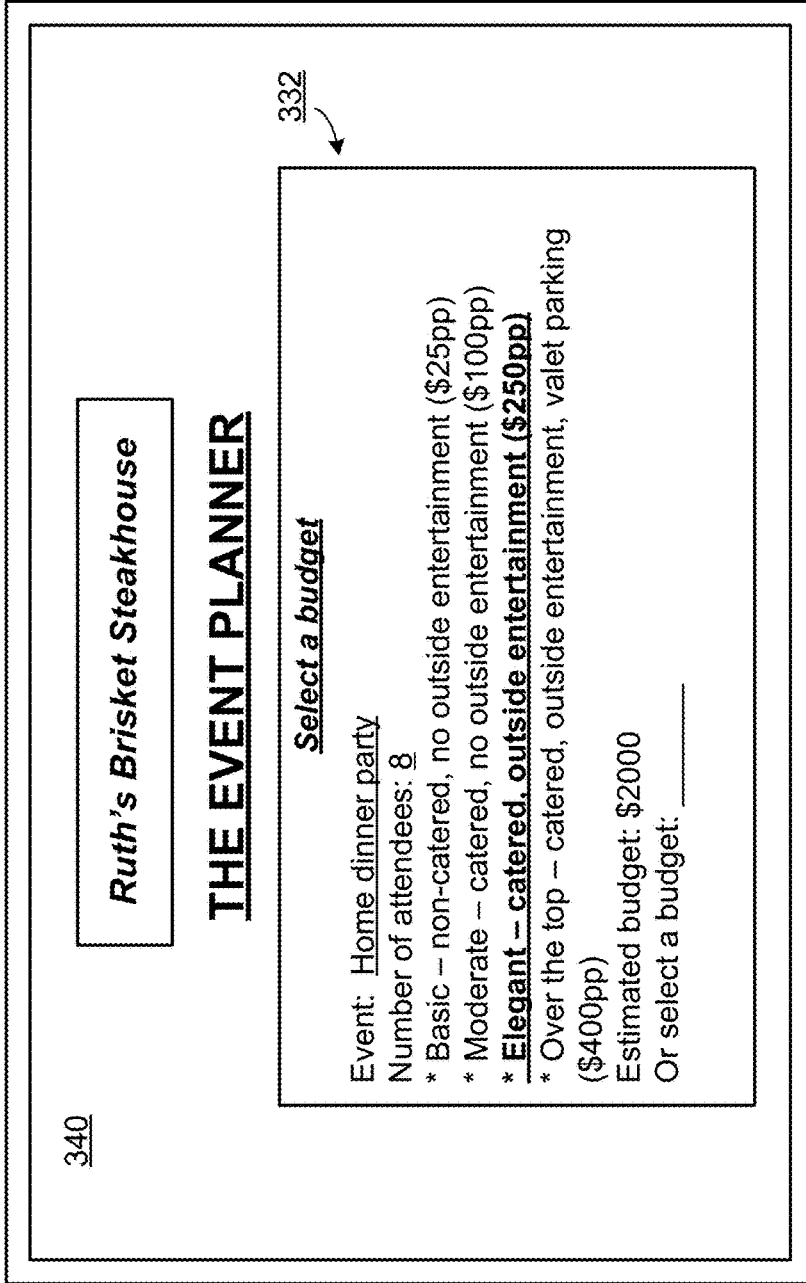 340
Ruth's Brisket Steakhouse
THE EVENT PLANNER
332
Select a budget
Event: Home dinner party
Number of attendees: 8
* Basic – non-catered, no outside entertainment ($25pp)
* Moderate – catered, no outside entertainment ($100pp)
* Elegant – catered, outside entertainment ($250pp)
* Over the top – catered, outside entertainment, valet parking
($400pp)
Estimated budget: $2000
Or select a budget: ______